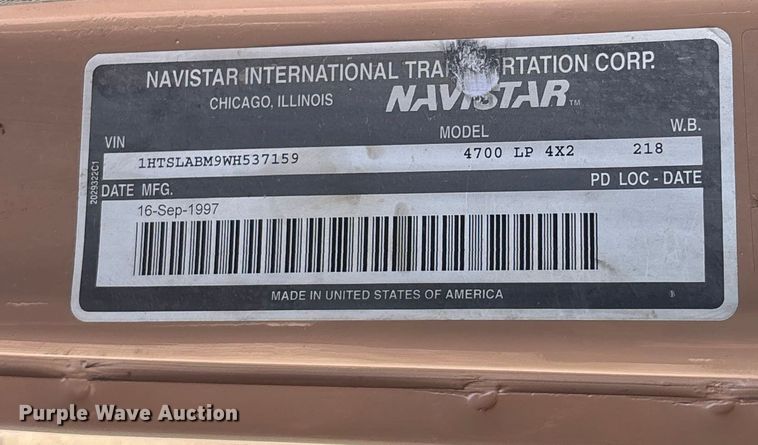 NAVISTAR INTERNATIONAL TRANSPORTATION CORP.
CHICAGO, ILLINOIS NAVISTAR TM
VIN MODEL W.B.
1HTSLABM9WH537159 4700 LP 4X2 218
DATE MFG. PD LOC - DATE
16-Sep-1997
MADE IN UNITED STATES OF AMERICA
2029322C1
Purple Wave Auction